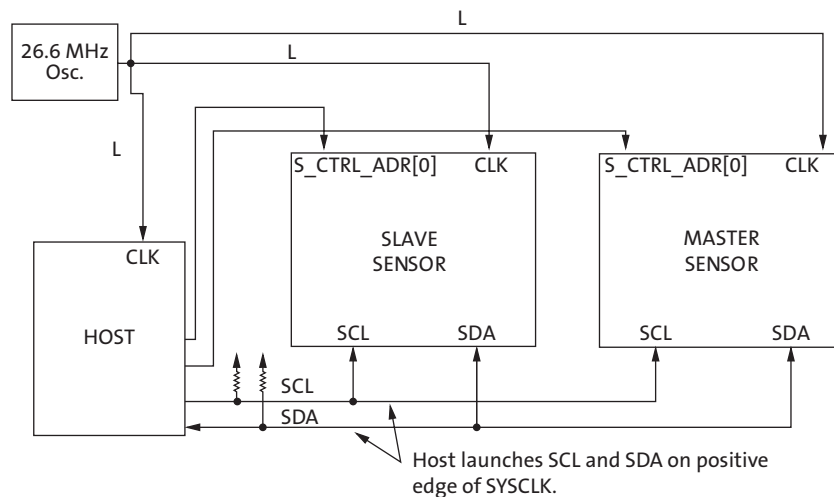 L
26.6 MHz
Osc.
L
L
S_CTRL_ADR[0]
CLK
S_CTRL_ADR[0]
CLK
SLAVE
SENSOR
MASTER
SENSOR
CLK
HOST
SCL
SDA
SCL
SDA
SCL
SDA
Host launches SCL and SDA on positive
edge of SYSCLK.